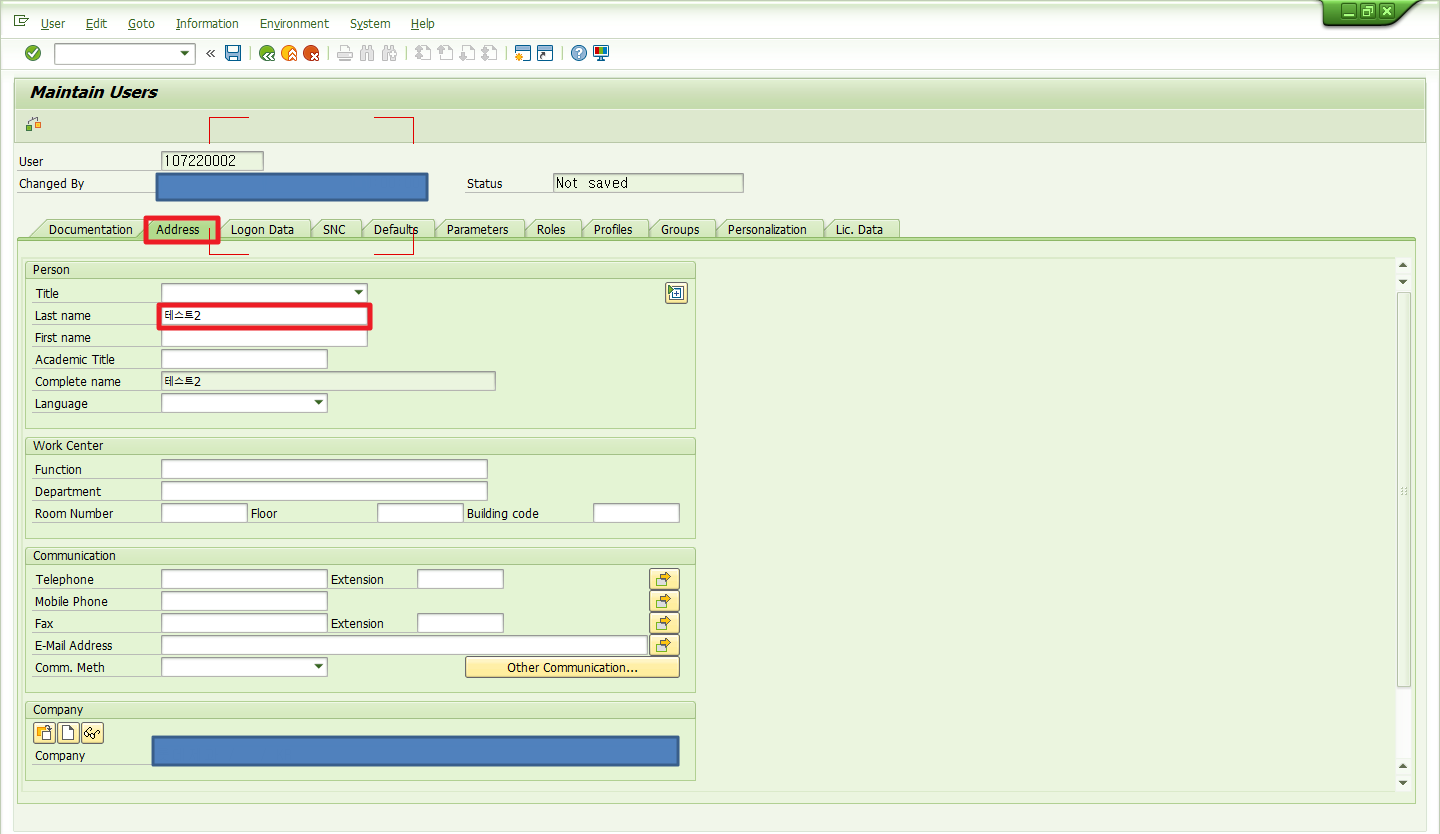 User Edit Goto Information Environment System Help
Maintain Users
User 107220002
Changed By Status Not saved
Documentation Address Logon Data SNC Defaults Parameters Roles Profiles Groups Personalization Lic. Data
Person
Title
Last name 테스트2
First name
Academic Title
Complete name 테스트2
Language
Work Center
Function
Department
Room Number Floor Building code
Communication
Telephone Extension
Mobile Phone
Fax Extension
E-Mail Address
Comm. Meth Other Communication...
Company
Company